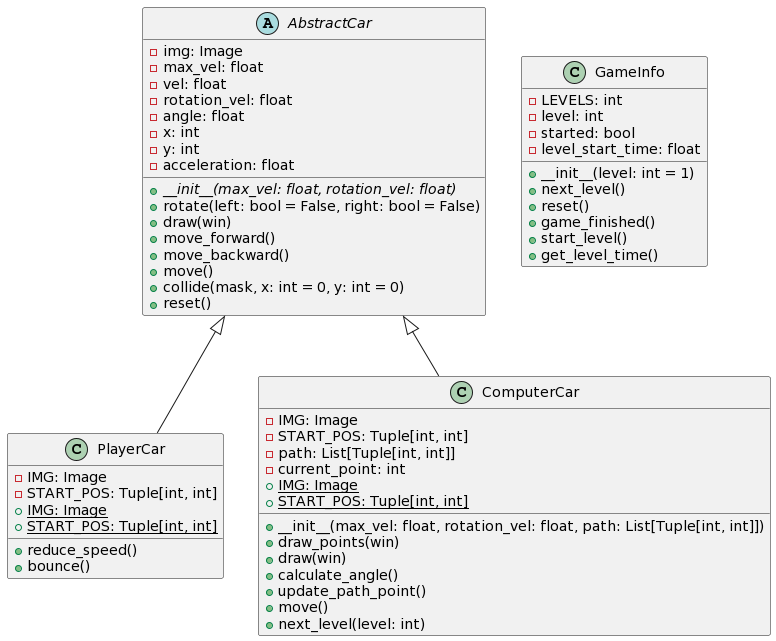 A AbstractCar
img: Image
max_vel: float
vel: float
rotation_vel: float
angle: float
x: int
y: int
acceleration: float
__init__(max_vel: float, rotation_vel: float)
rotate(left: bool = False, right: bool = False)
draw(win)
move_forward()
move_backward()
move()
collide(mask, x: int = 0, y: int = 0)
reset()
C GameInfo
LEVELS: int
level: int
started: bool
level_start_time: float
__init__(level: int = 1)
next_level()
reset()
game_finished()
start_level()
get_level_time()
C PlayerCar
IMG: Image
START_POS: Tuple[int, int]
IMG: Image
START_POS: Tuple[int, int]
reduce_speed()
bounce()
C ComputerCar
IMG: Image
START_POS: Tuple[int, int]
path: List[Tuple[int, int]]
current_point: int
IMG: Image
START_POS: Tuple[int, int]
__init__(max_vel: float, rotation_vel: float, path: List[Tuple[int, int]])
draw_points(win)
draw(win)
calculate_angle()
update_path_point()
move()
next_level(level: int)